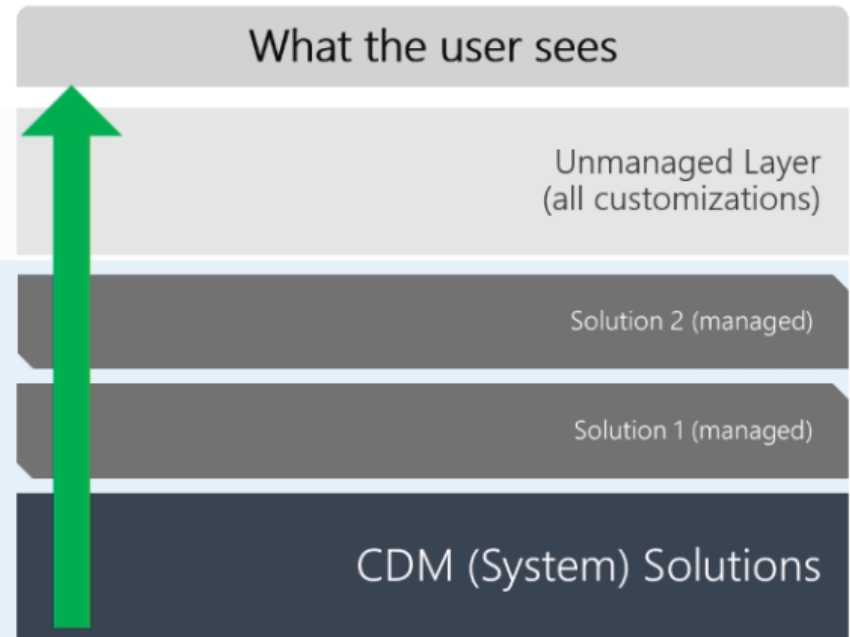 What the user sees
Unmanaged Layer
(all customizations)
Solution 2 (managed)
Solution 1 (managed)
CDM (System) Solutions